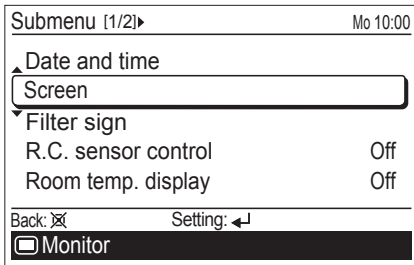 Submenu [1/2]▸ Mo 10:00
Date and time
Screen
Filter sign
R.C. sensor control Off
Room temp. display Off
Back: Setting:
Monitor